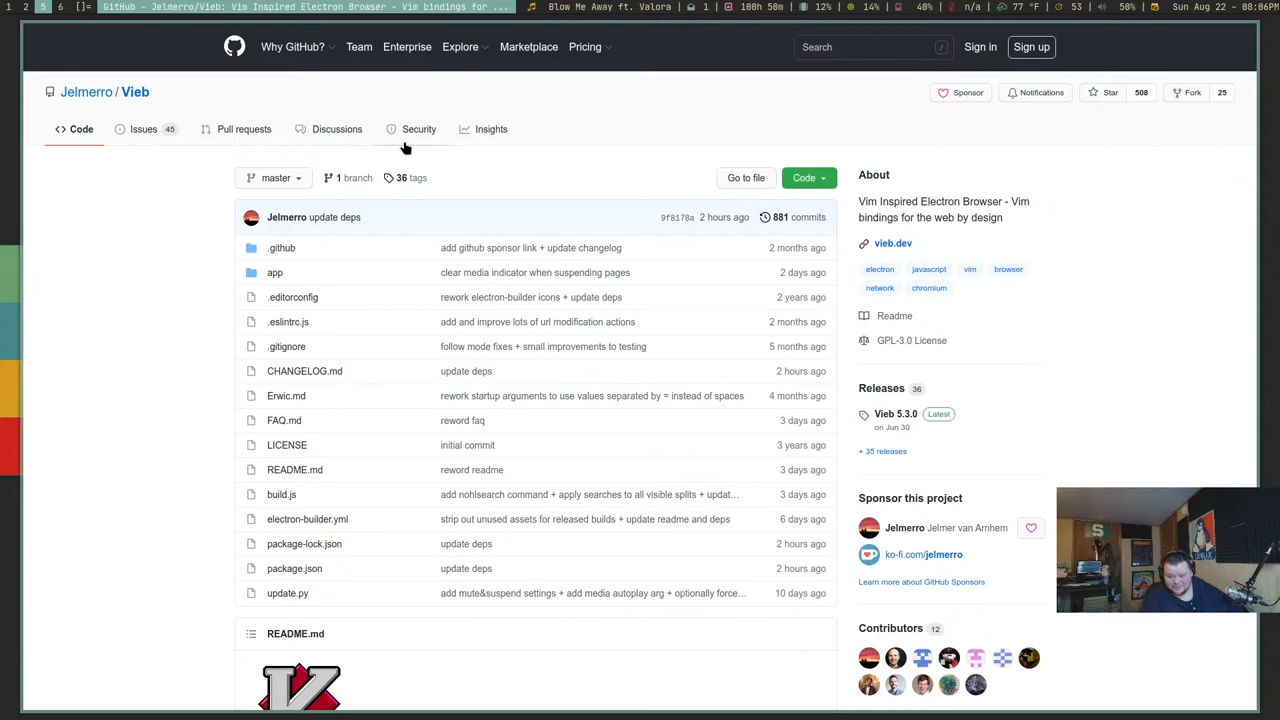 1 2 5 6 []= GitHub - Jelmerro/Vieb: Vim Inspired Electron Browser - Vim bindings for ... Blow Me Away ft. Valora 1 100% 12% 14% 40% n/a 77 °F 53 50% Sun Aug 22 - 08:06PM
Why GitHub? Team Enterprise Explore Marketplace Pricing Search / Sign in Sign up
Jelmerro / Vieb Sponsor Notifications Star 508 Fork 25
Code Issues 45 Pull requests Discussions Security Insights
master 1 branch 36 tags Go to file Code
Jelmerro update deps 9f8178a 2 hours ago 881 commits
.github add github sponsor link + update changelog 2 months ago
app clear media indicator when suspending pages 2 days ago
.editorconfig rework electron-builder icons + update deps 2 years ago
.eslintrc.js add and improve lots of url modification actions 2 months ago
.gitignore follow mode fixes + small improvements to testing 5 months ago
CHANGELOG.md update deps 2 hours ago
Erwic.md rework startup arguments to use values separated by = instead of spaces 4 months ago
FAQ.md reword faq 3 days ago
LICENSE initial commit 3 years ago
README.md reword readme 3 days ago
build.js add nohlsearch command + apply searches to all visible splits + updat... 3 days ago
electron-builder.yml strip out unused assets for released builds + update readme and deps 6 days ago
package-lock.json update deps 2 hours ago
package.json update deps 2 hours ago
update.py add mute&suspend settings + add media autoplay arg + optionally force... 10 days ago
README.md
About
Vim Inspired Electron Browser - Vim
bindings for the web by design
vieb.dev
electron javascript vim browser
network chromium
Readme
GPL-3.0 License
Releases 36
Vieb 5.3.0 Latest
on Jun 30
+ 35 releases
Sponsor this project
Jelmerro Jelmer van Arnhem
ko-fi.com/jelmerro
Learn more about GitHub Sponsors
Contributors 12